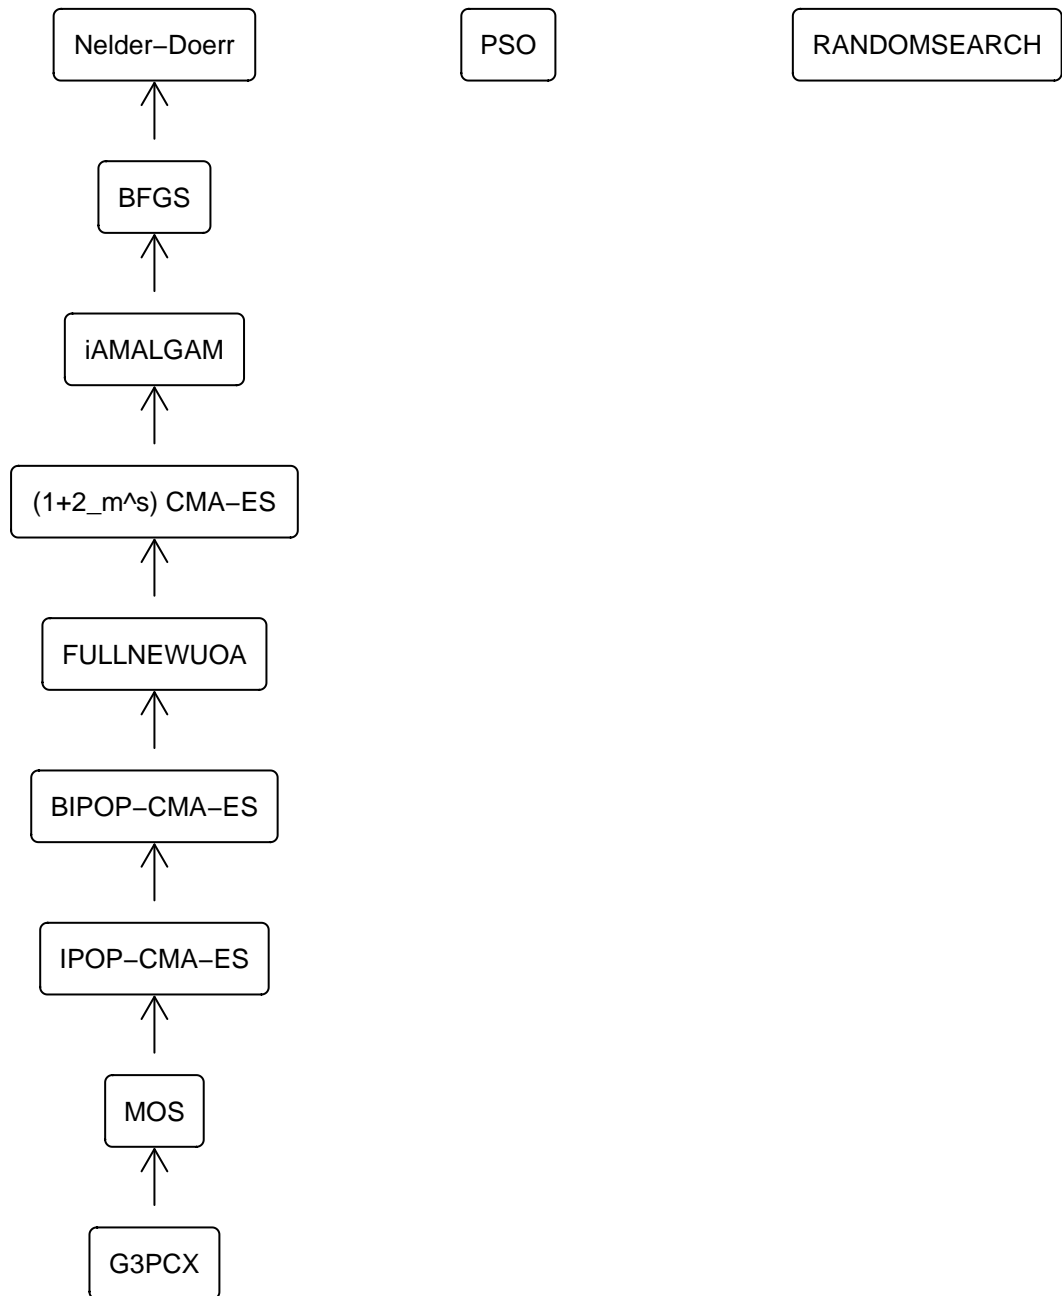 Nelder−Doerr
PSO
RANDOMSEARCH
BFGS
iAMALGAM
(1+2_m^s) CMA−ES
FULLNEWUOA
BIPOP−CMA−ES
IPOP−CMA−ES
MOS
G3PCX